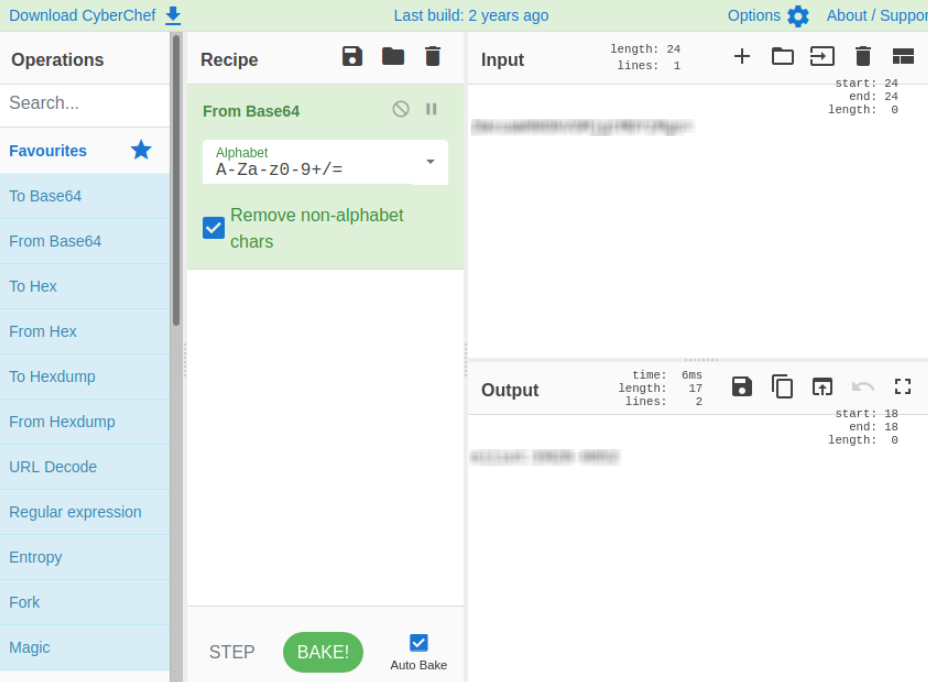 Download CyberChef
Last build: 2 years ago
Options
About / Suppor
Operations
Search...
Favourites
To Base64
From Base64
To Hex
From Hex
To Hexdump
From Hexdump
URL Decode
Regular expression
Entropy
Fork
Magic
Recipe
From Base64
Alphabet
A-Za-z0-9+/=
Remove non-alphabet
chars
STEP
BAKE!
Auto Bake
Input
length: 24
lines: 1
start: 24
end: 24
length: 0
Output
time: 6ms
length: 17
lines: 2
start: 18
end: 18
length: 0